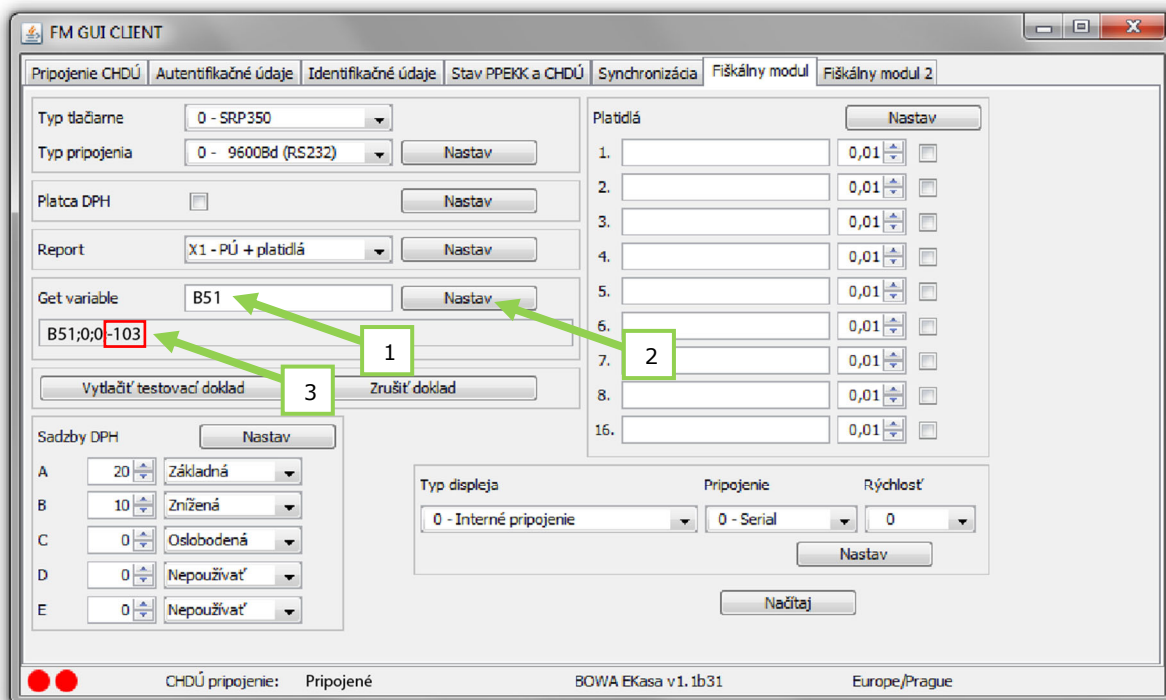 FM GUI CLIENT
Pripojenie CHDÚ Autentifikačné údaje Identifikačné údaje Stav PPEKK a CHDÚ Synchronizácia Fiškálny modul Fiškálny modul 2
Typ tlačiarne 0 - SRP350
Typ pripojenia 0 - 9600Bd (RS232) Nastav
Platca DPH Nastav
Report X1 - PÚ + platidlá Nastav
Get variable B51 Nastav
B51;0;0 -103
1
2
3
Vytlačiť testovací doklad Zrušiť doklad
Sadzby DPH Nastav
A 20 Základná
B 10 Znížená
C 0 Oslobodená
D 0 Nepoužívať
E 0 Nepoužívať
Platidlá Nastav
1. 0,01
2. 0,01
3. 0,01
4. 0,01
5. 0,01
6. 0,01
7. 0,01
8. 0,01
16. 0,01
Typ displeja Pripojenie Rýchlosť
0 - Interné pripojenie 0 - Serial 0
Nastav
Načítaj
CHDÚ pripojenie: Pripojené BOWA EKasa v1.1b31 Europe/Prague